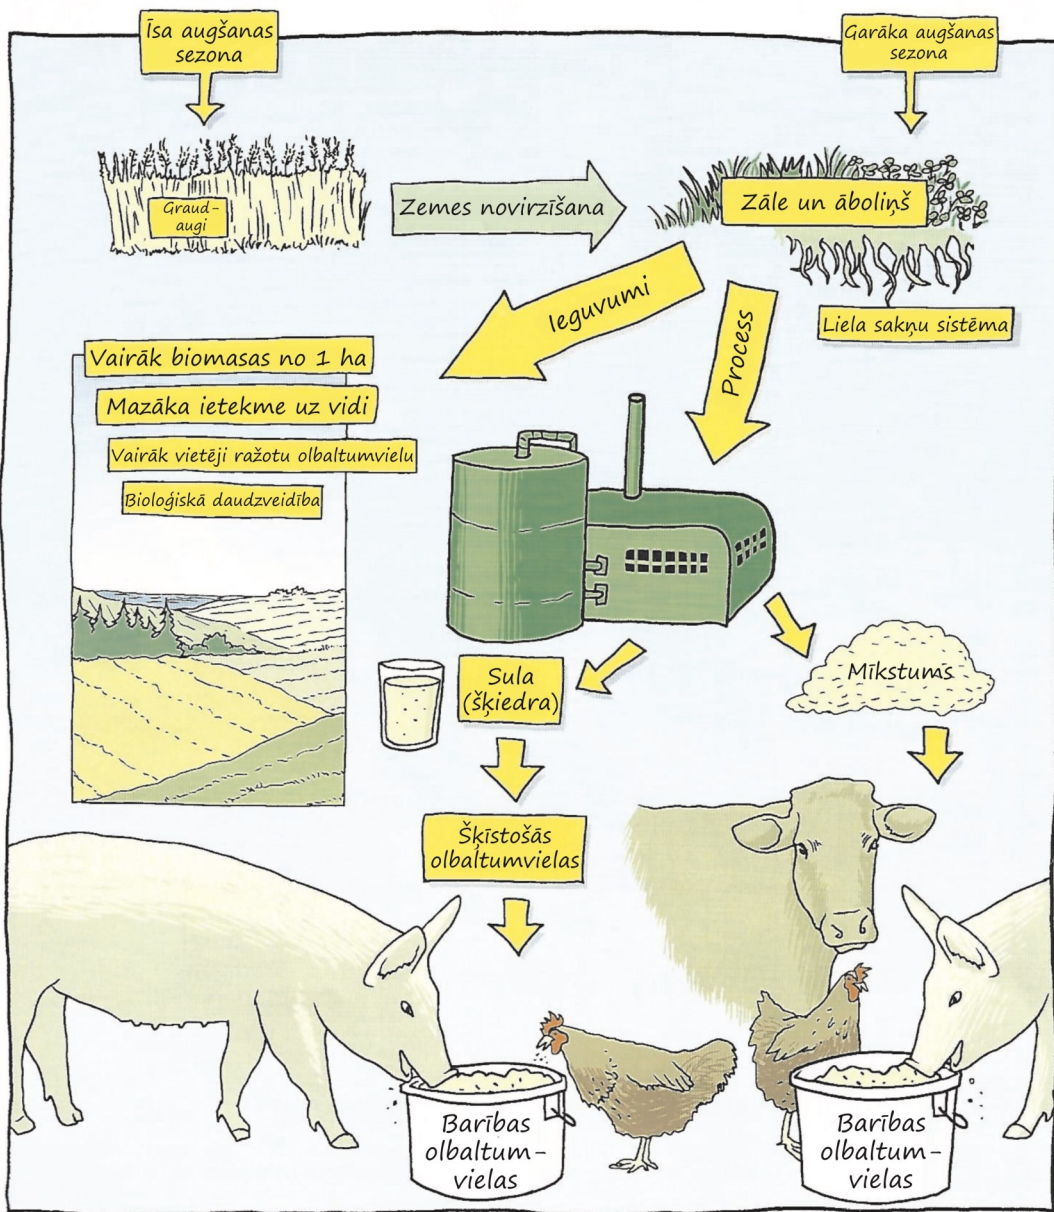 Īsa augšanas
sezona
Garāka augšanas
sezona
Graud-
augi
Zemes novirzīšana
Zāle un āboliņš
Liela sakņu sistēma
Ieguvumi
Process
Vairāk biomasas no 1 ha
Mazāka ietekme uz vidi
Vairāk vietēji ražotu olbaltumvielu
Bioloģiskā daudzveidība
Sula
(šķiedra)
Mīkstums
Šķīstošās
olbaltumvielas
Barības
olbaltum-
vielas
Barības
olbaltum-
vielas